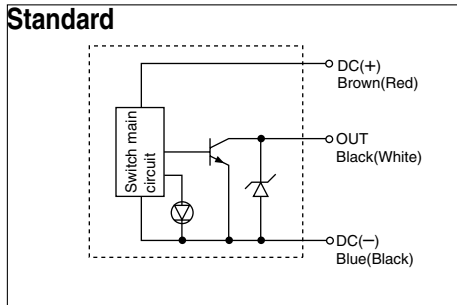 Standard
DC(+)
Brown(Red)
Switch main
circuit
OUT
Black(White)
DC(−)
Blue(Black)